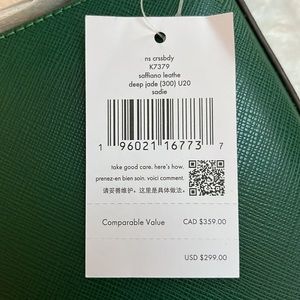 ns crssbdy
K7379
saffiano leathe
deep jade (300) U20
sadie
1 96021 16773 7
take good care. here's how.
prenez-en bien soin. voici comment.
请妥善维护。这里是具体做法。
Comparable Value CAD $359.00
USD $299.00